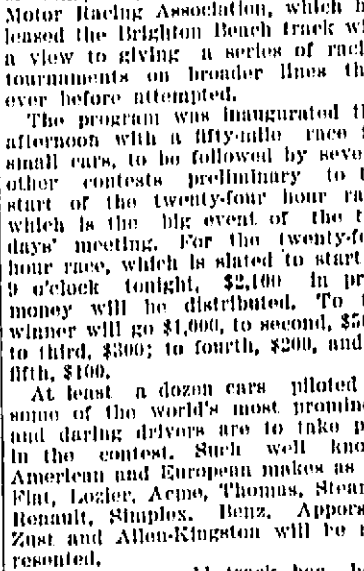 Motor Racing Association, which h
leased the Brighton Beach track w
a view to giving a series of raci
tournaments on broader lines th
ever before attempted.
The program was inaugurated th
afternoon with a fifty-mile race f
small cars, to be followed by seve
other contests preliminary to t
start of the twenty-four hour ra
which is the big event of the t
days' meeting. For the twenty-fo
hour race, which is slated to start
9 o'clock tonight, $2,100 in pr
money will be distributed. To t
winner will go $1,000, to second, $50
to third, $300; to fourth, $200, and
fifth, $100.
At least a dozen cars piloted
some of the world's most promine
and daring drivors are to take p
in the contest. Such well know
American and European makes as
Fiat, Lozier, Acme, Thomas, Stear
Renault, Simplex, Benz, Appers
Zust and Allen-Kingston will be r
resented.
track